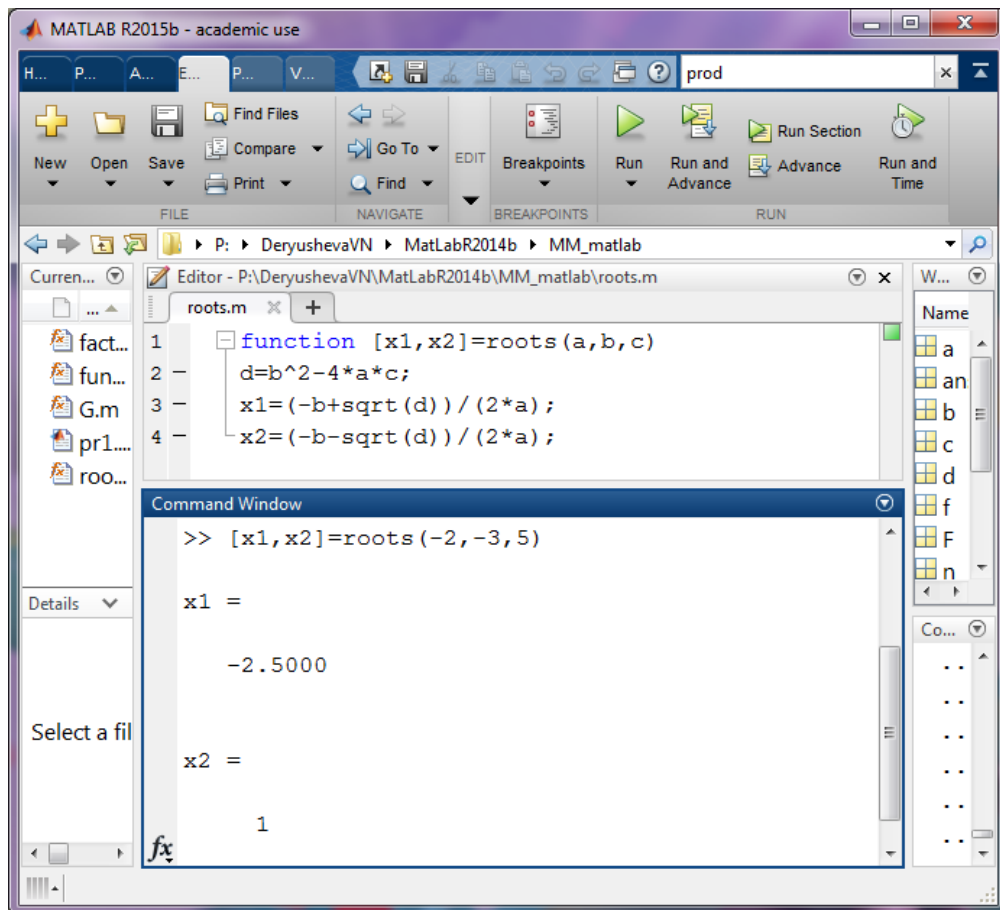 MATLAB R2015b - academic use
H... P... A... E... P... V... prod
New Open Save
Find Files
Compare
Print
FILE
Go To
Find
NAVIGATE
EDIT
Breakpoints
BREAKPOINTS
Run Run and Advance
Run Section
Advance
Run and Time
RUN
P: DeryushevaVN MatLabR2014b MM_matlab
Curren...
...
fact...
fun...
G.m
pr1....
roo...
Details
Select a fil
Editor - P:\DeryushevaVN\MatLabR2014b\MM_matlab\roots.m
roots.m +
1 function [x1,x2]=roots(a,b,c)
2 - d=b^2-4*a*c;
3 - x1=(-b+sqrt(d))/(2*a);
4 - x2=(-b-sqrt(d))/(2*a);
Command Window
>> [x1,x2]=roots(-2,-3,5)
x1 =
-2.5000
x2 =
1
fx
W...
Name
a
an
b
c
d
f
F
n
Co...
..
..
..
..
..
..